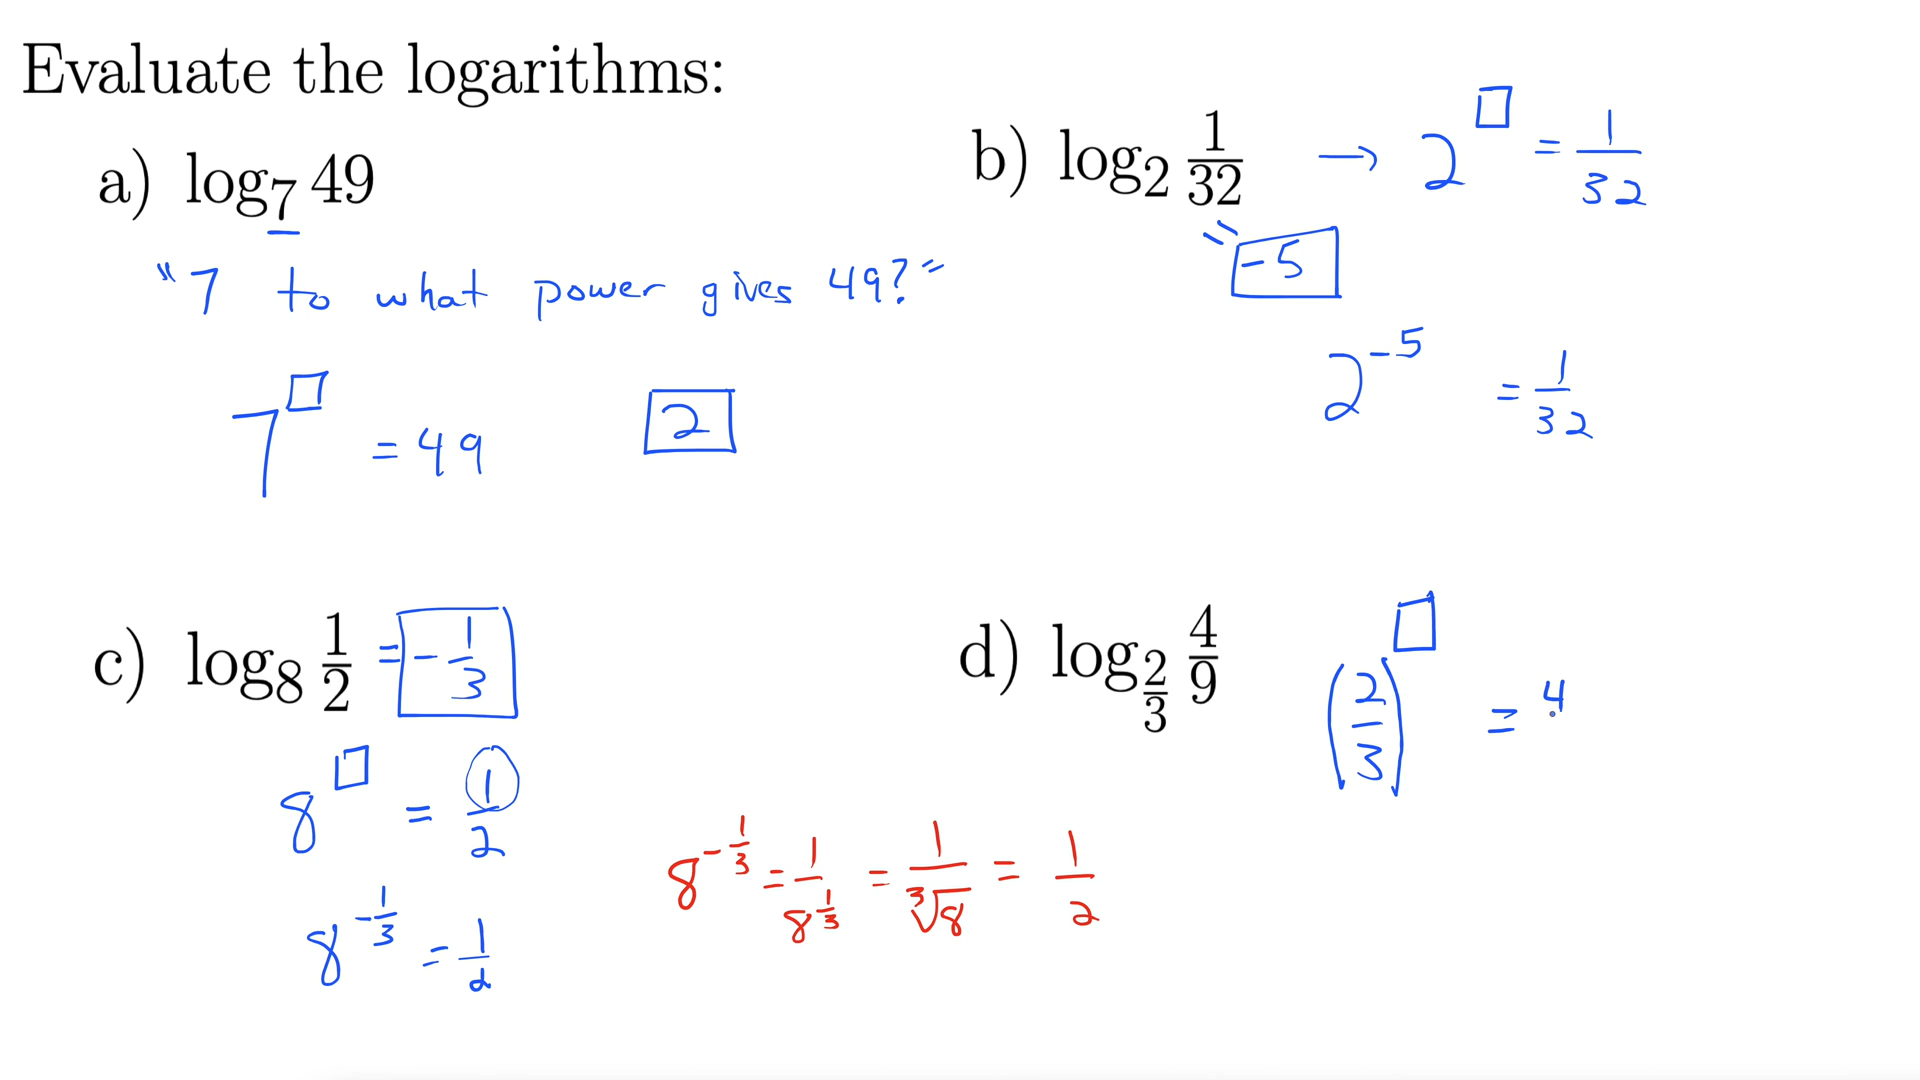 Evaluate the logarithms:
a) log₇ 49
"7 to what power gives 49?"
7^□ = 49
2
b) log₂ 1/32 → 2^□ = 1/32
= -5
2^-5 = 1/32
c) log₈ 1/2 = -1/3
8^□ = 1/2
8^(-1/3) = 1/2
8^(-1/3) = 1/8^(1/3) = 1/∛8 = 1/2
d) log_(2/3) 4/9
(2/3)^□ = 4